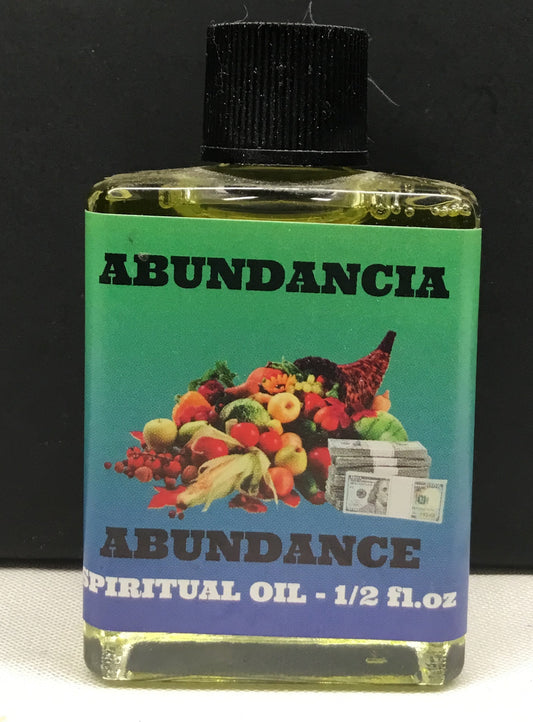 ABUNDANCIA
ABUNDANCE
SPIRITUAL OIL - 1/2 fl.oz